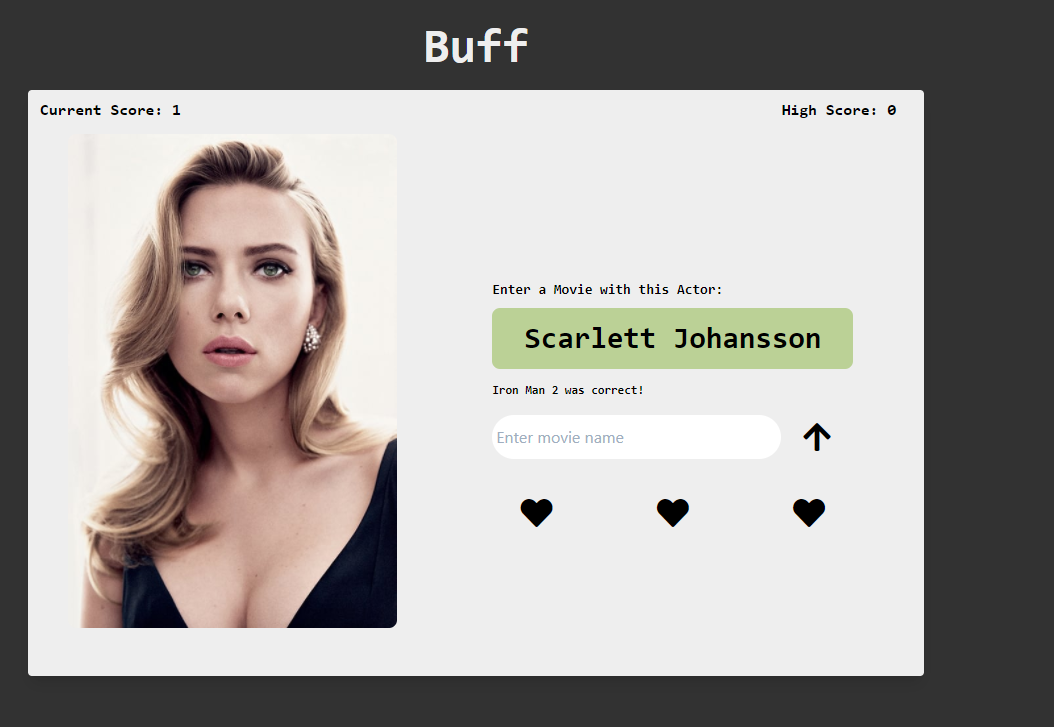 Buff
Current Score: 1
High Score: 0
Enter a Movie with this Actor:
Scarlett Johansson
Iron Man 2 was correct!
Enter movie name